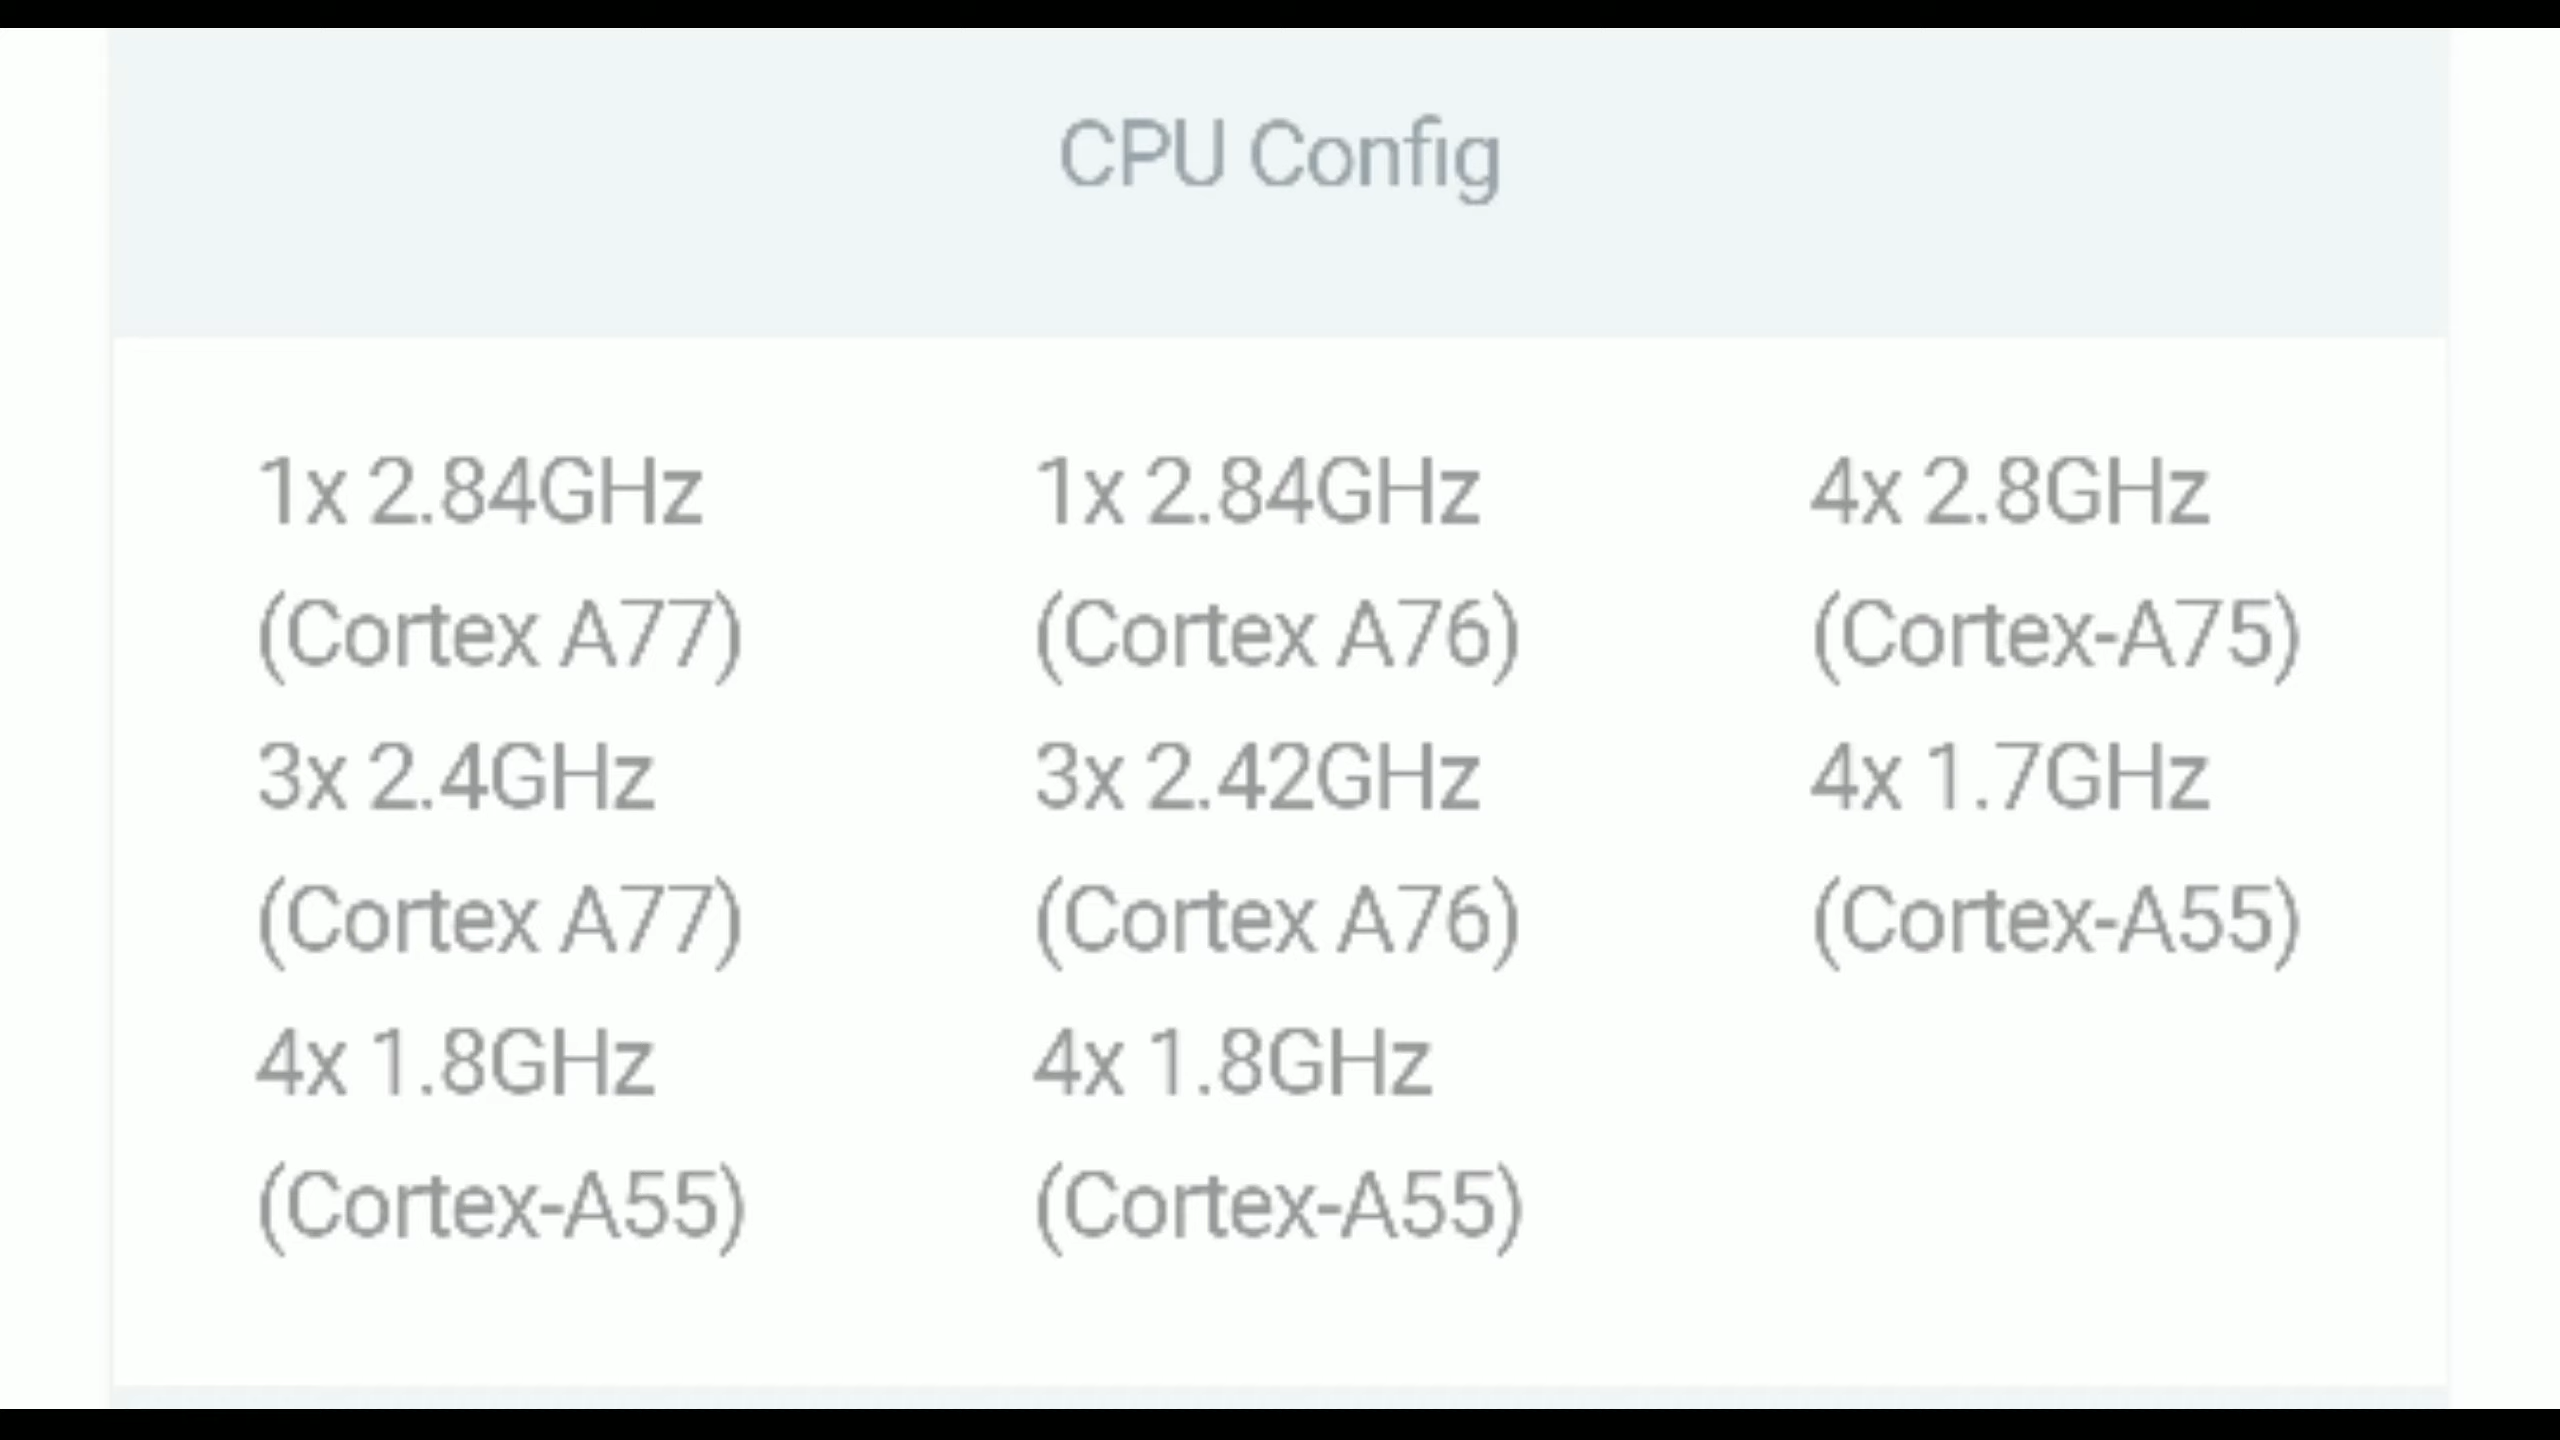 CPU Config
1x 2.84GHz
(Cortex A77)
3x 2.4GHz
(Cortex A77)
4x 1.8GHz
(Cortex-A55)
1x 2.84GHz
(Cortex A76)
3x 2.42GHz
(Cortex A76)
4x 1.8GHz
(Cortex-A55)
4x 2.8GHz
(Cortex-A75)
4x 1.7GHz
(Cortex-A55)